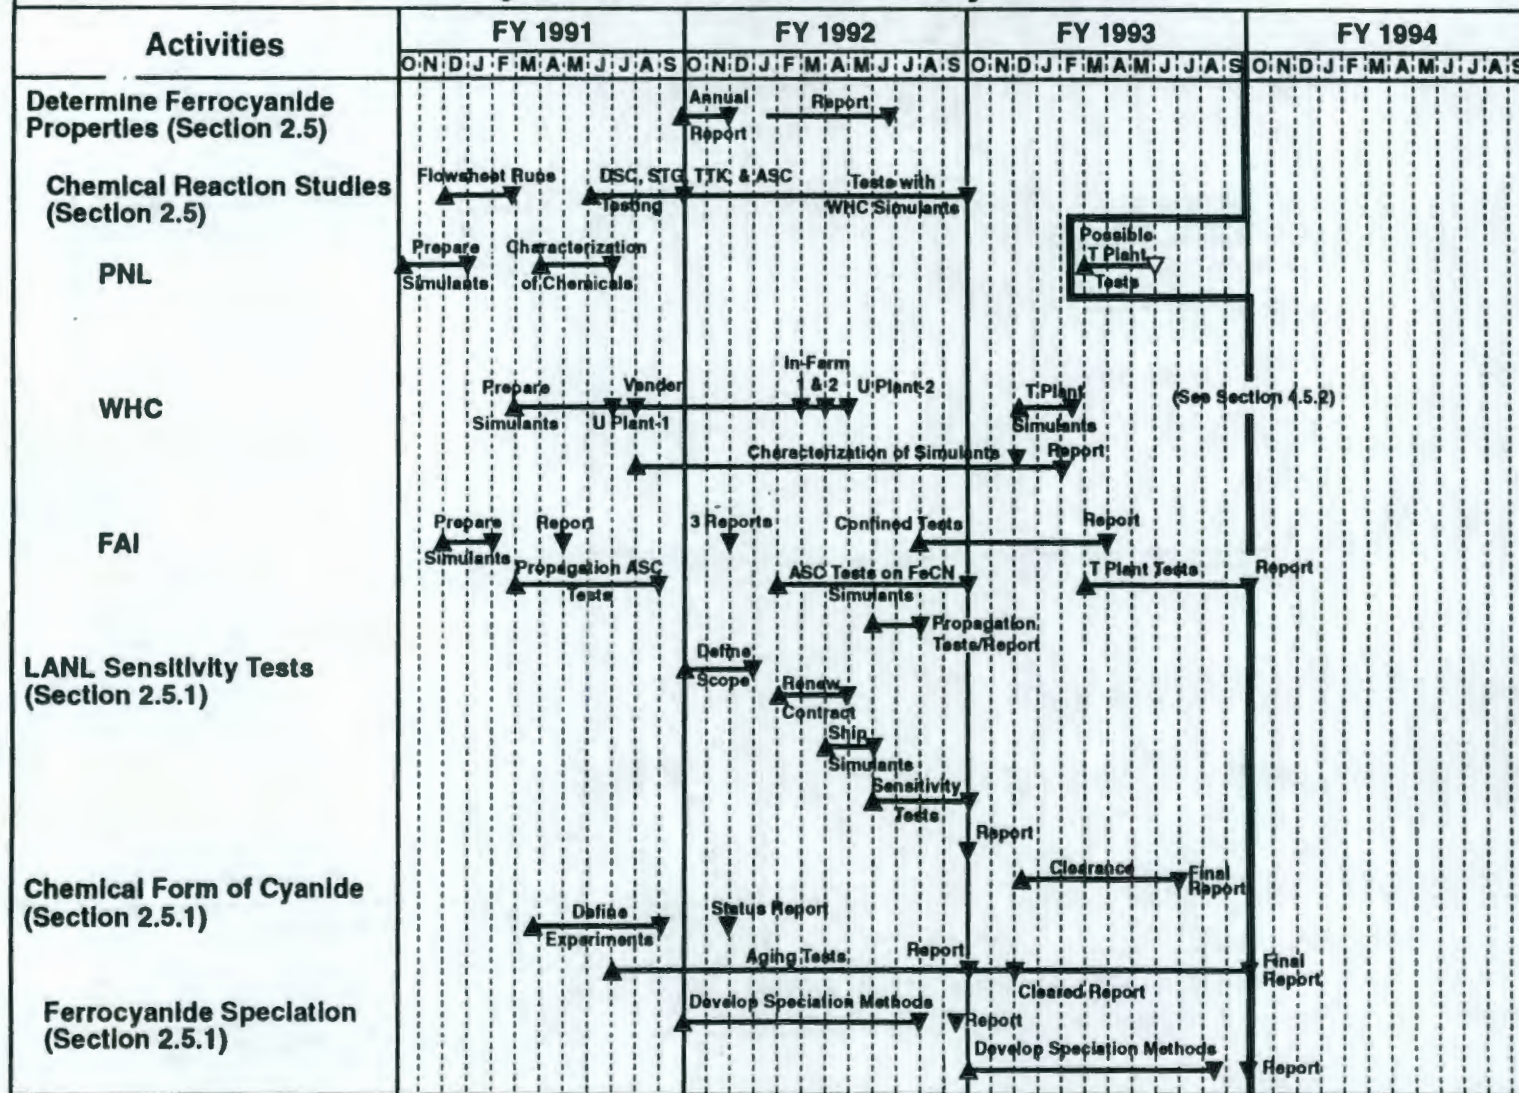 Activities
FY 1991
FY 1992
FY 1993
FY 1994
O N D J F M A M J J A S
O N D J F M A M J J A S
O N D J F M A M J J A S
O N D J F M A M J J A S
Determine Ferrocyanide
Properties (Section 2.5)
Annual
Report
Report
Chemical Reaction Studies
(Section 2.5)
Flowsheet Runs
DSC, STG, TTK, & ASC
Testing
Tests with
WHC Simulants
PNL
Prepare
Simulants
Characterization
of Chemicals
Possible
T Plant
Tests
WHC
Prepare
Simulants
Vendor
U Plant-1
In-Farm
1 & 2
U Plant-2
T Plant
Simulants
(See Section 4.5.2)
Characterization of Simulants
Report
FAI
Prepare
Simulants
Report
3 Reports
Confined Tests
Report
Propagation ASC
Tests
ASC Tests on FeCN
Simulants
T Plant Tests
Report
Propagation
Tests/Report
LANL Sensitivity Tests
(Section 2.5.1)
Define
Scope
Renew
Contract
Ship
Simulants
Sensitivity
Tests
Report
Clearance
Final
Report
Chemical Form of Cyanide
(Section 2.5.1)
Define
Experiments
Status Report
Aging Tests
Report
Cleared Report
Final
Report
Ferrocyanide Speciation
(Section 2.5.1)
Develop Speciation Methods
Report
Develop Speciation Methods
Report